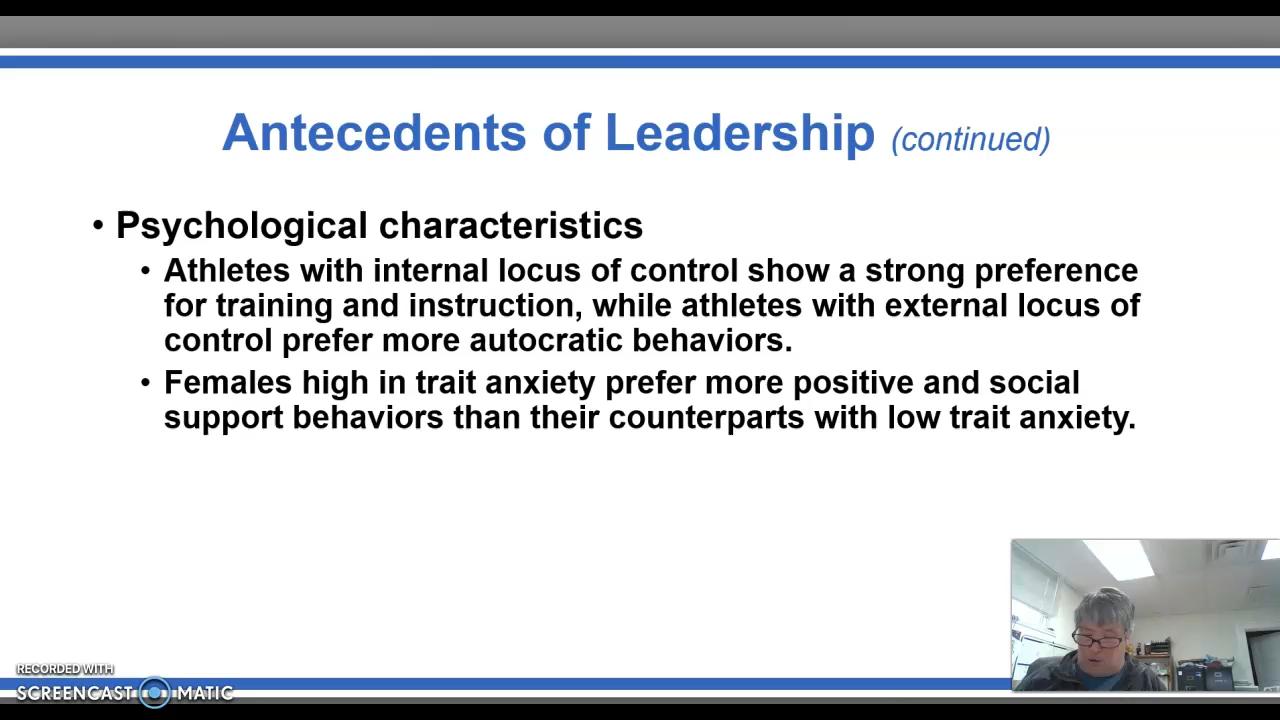 Antecedents of Leadership (continued)
• Psychological characteristics
• Athletes with internal locus of control show a strong preference
for training and instruction, while athletes with external locus of
control prefer more autocratic behaviors.
• Females high in trait anxiety prefer more positive and social
support behaviors than their counterparts with low trait anxiety.
RECORDED WITH
SCREENCAST MATIC